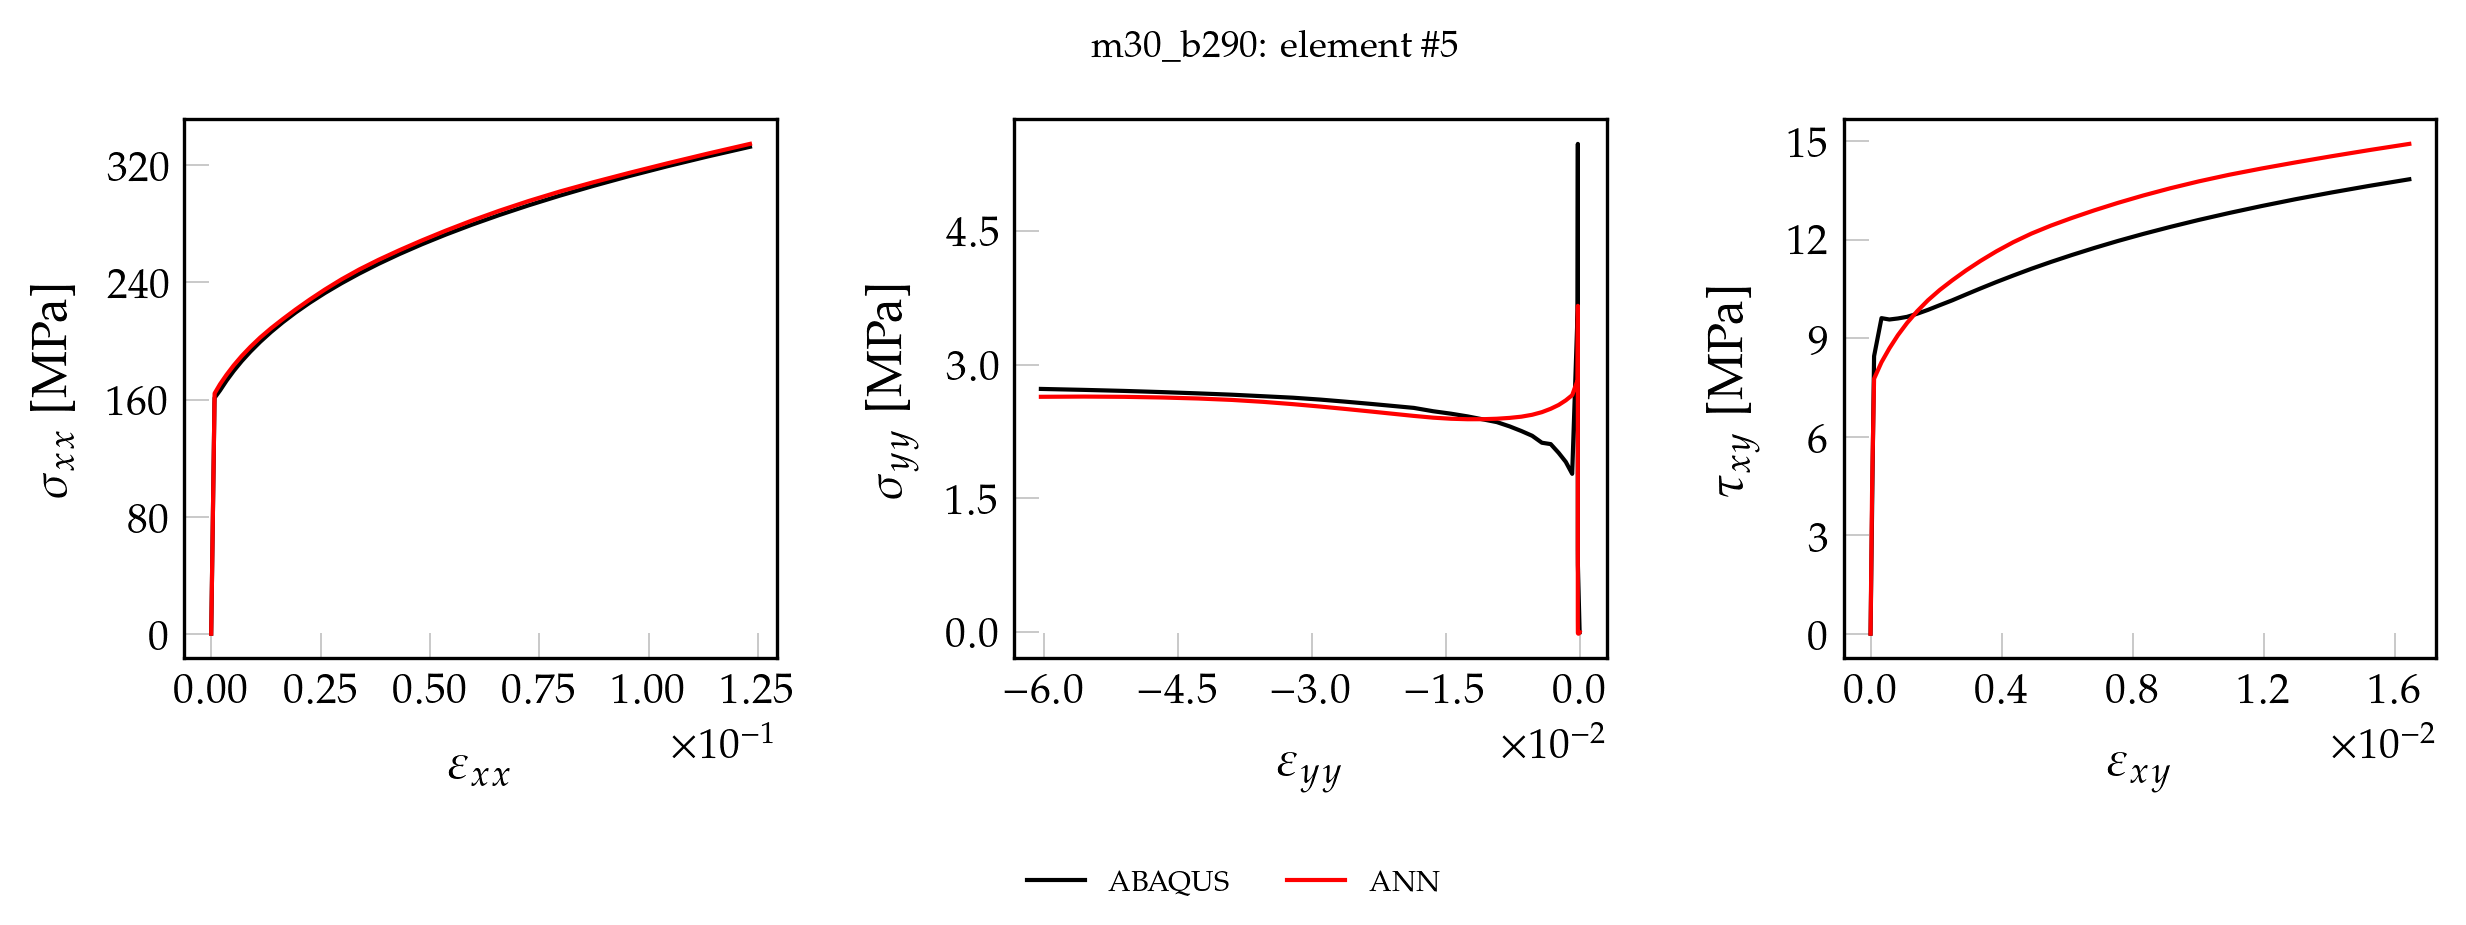 m30_b290: element #5
σxx [MPa]
320
240
160
80
0
0.00 0.25 0.50 0.75 1.00 1.25
×10−1
εxx
σyy [MPa]
4.5
3.0
1.5
0.0
−6.0 −4.5 −3.0 −1.5 0.0
×10−2
εyy
τxy [MPa]
15
12
9
6
3
0
0.0 0.4 0.8 1.2 1.6
×10−2
εxy
ABAQUS ANN